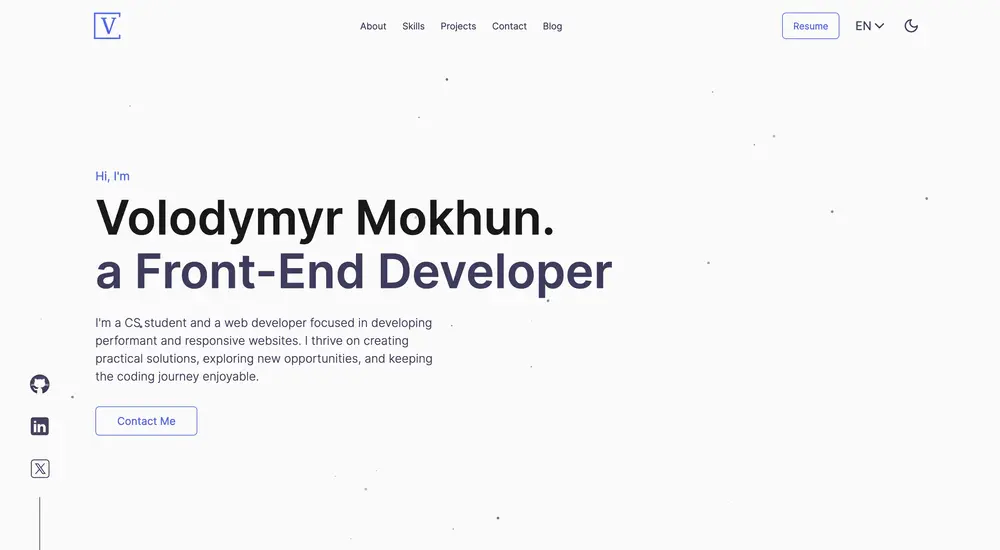 V
About Skills Projects Contact Blog
Resume
EN
Hi, I'm
Volodymyr Mokhun.
a Front-End Developer
I'm a CS student and a web developer focused in developing
performant and responsive websites. I thrive on creating
practical solutions, exploring new opportunities, and keeping
the coding journey enjoyable.
in
X
Contact Me